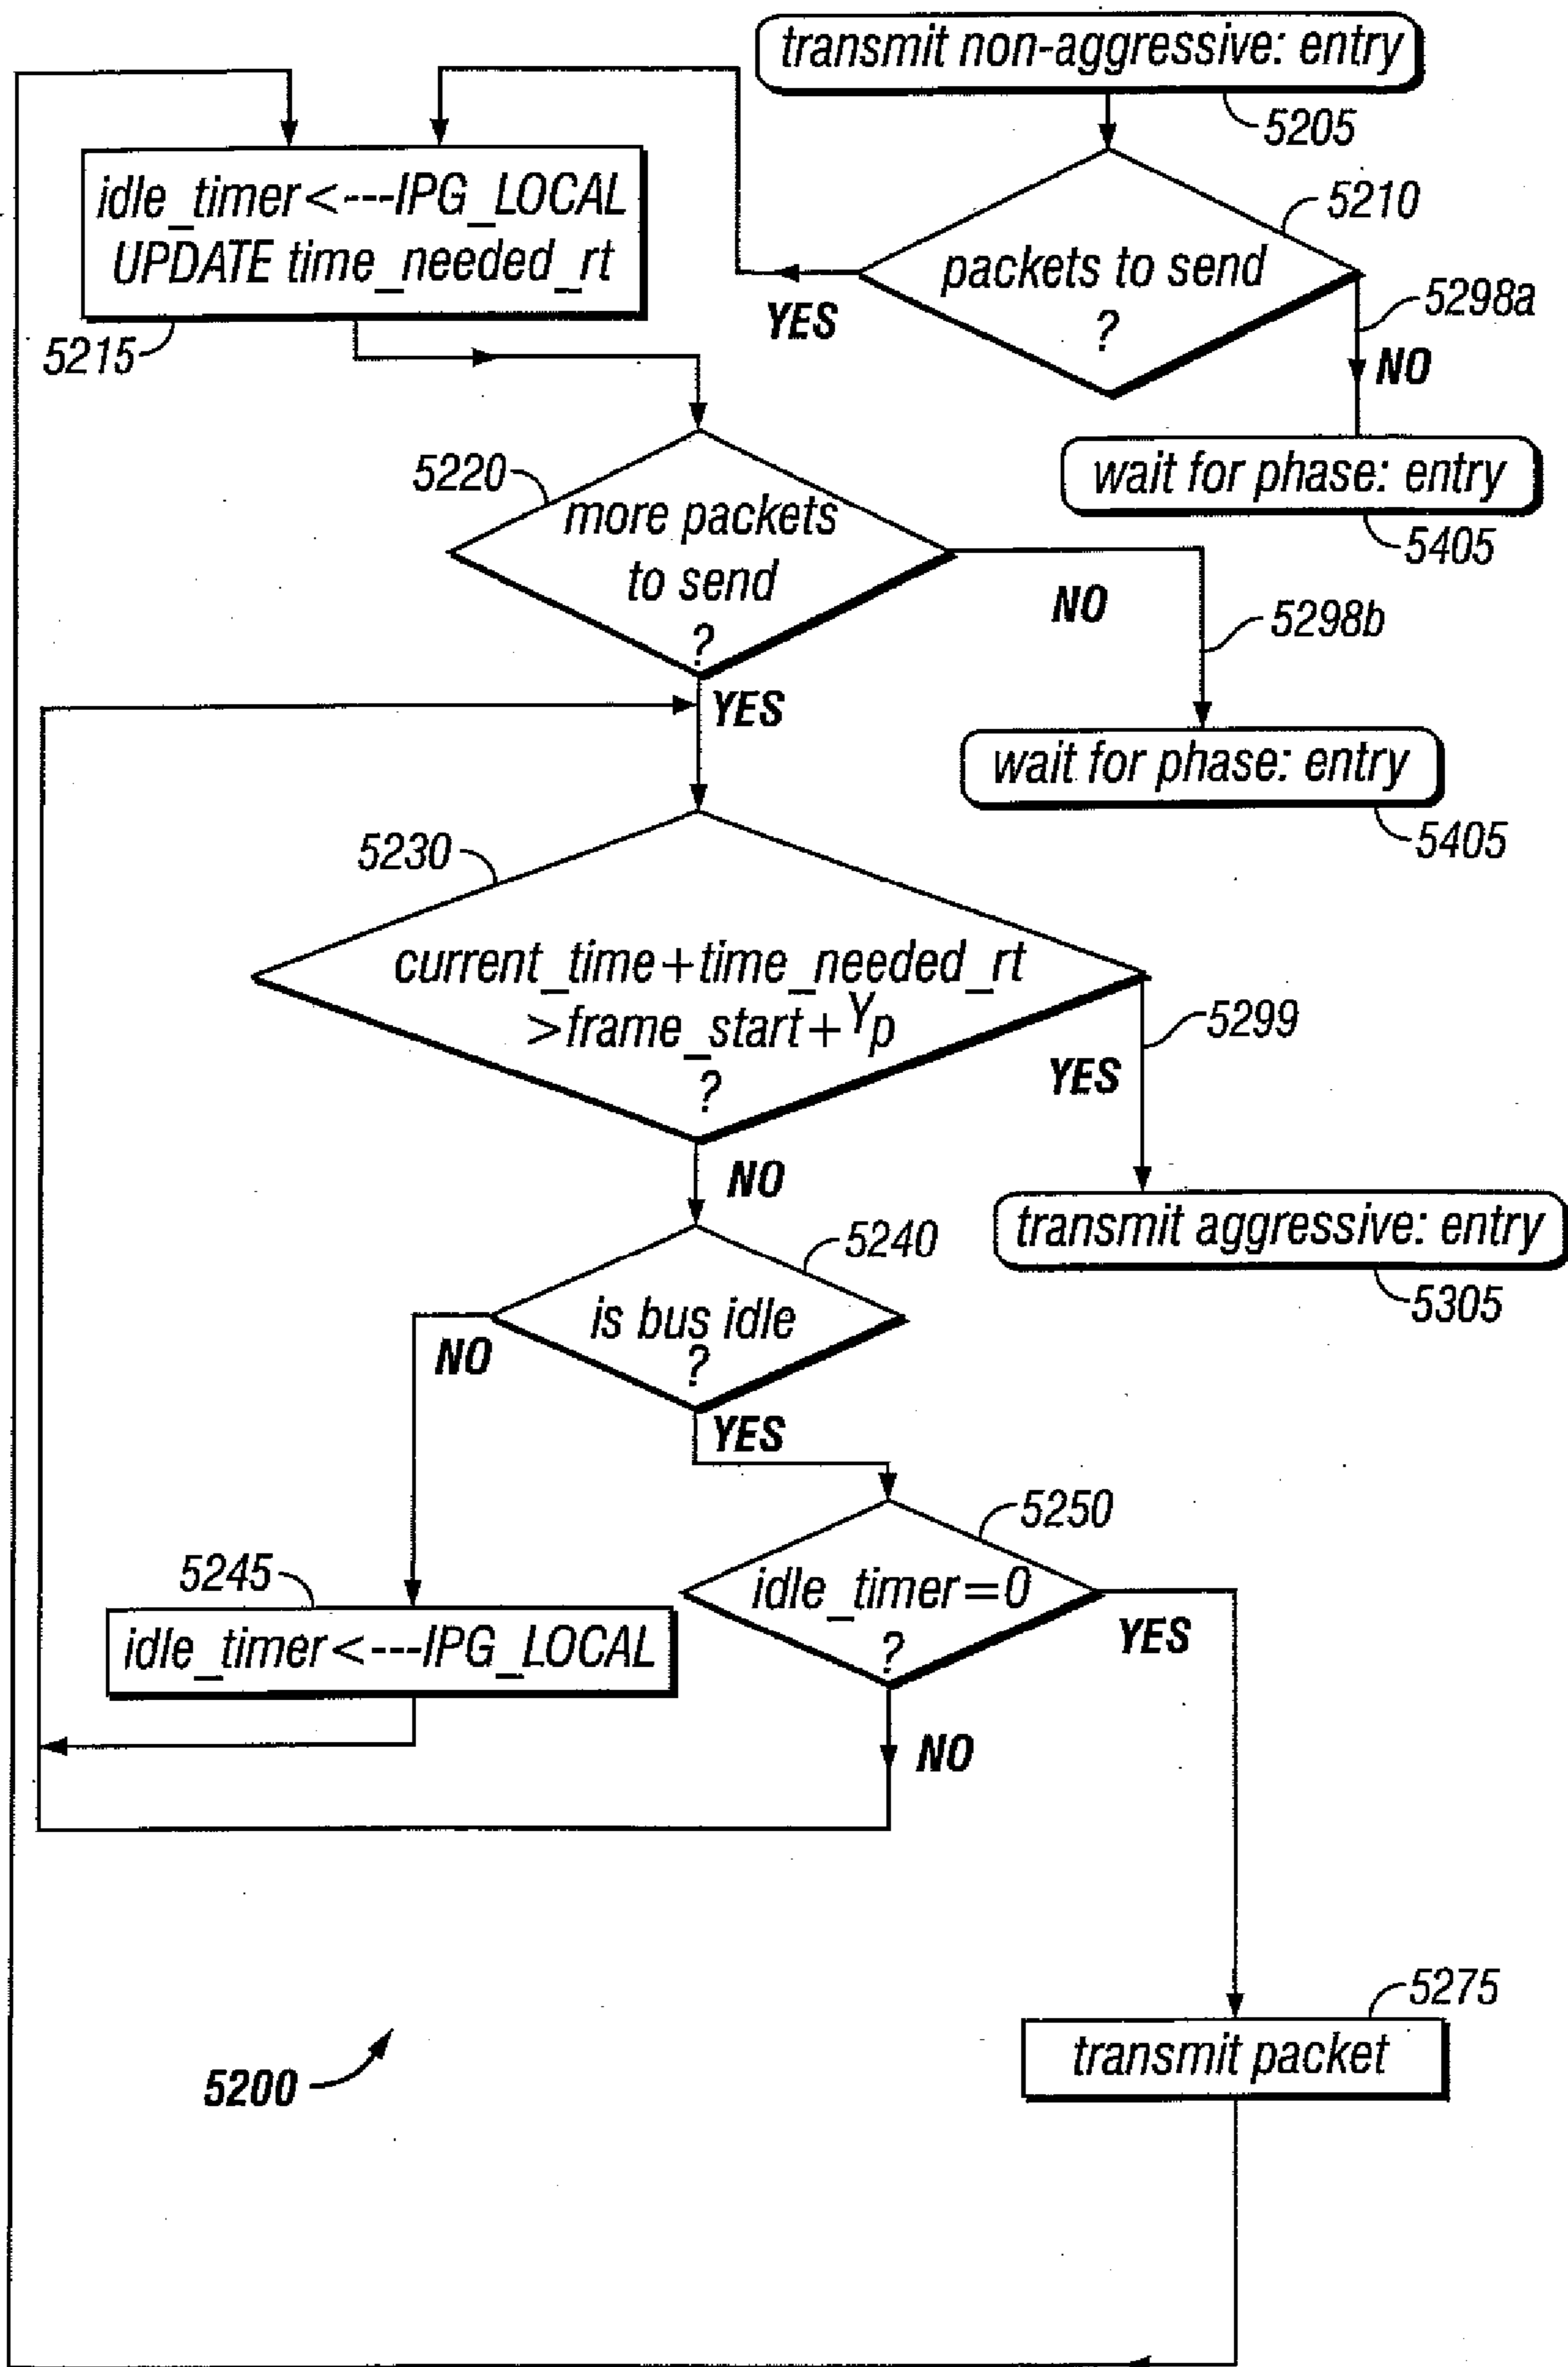 transmit non-aggressive: entry
5205
idle_timer<---IPG_LOCAL
UPDATE time_needed_rt
5215
5210
packets to send
?
YES
5298a
NO
wait for phase: entry
5405
5220
more packets
to send
?
NO
5298b
YES
wait for phase: entry
5405
5230
current_time+time_needed_rt
>frame_start+Yp
?
5299
YES
NO
transmit aggressive: entry
5305
5240
is bus idle
?
NO
YES
5250
idle_timer=0
?
YES
5245
idle_timer<---IPG_LOCAL
NO
5275
transmit packet
5200